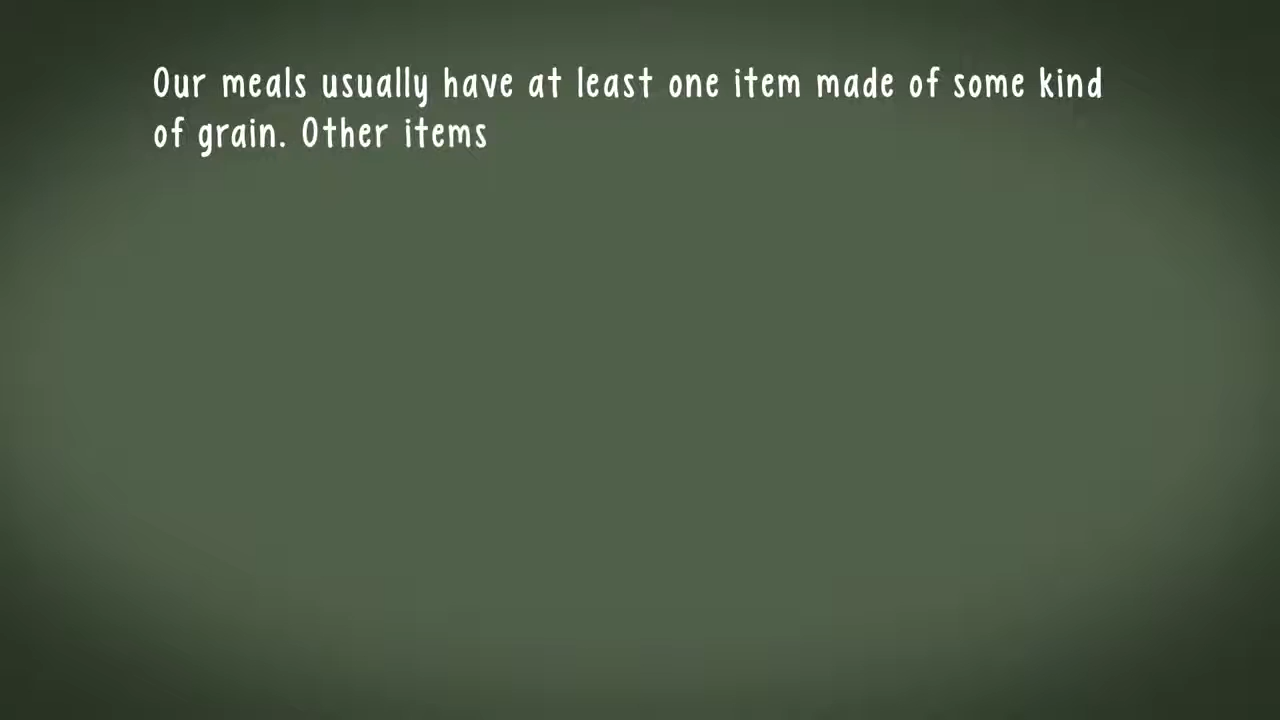 Our meals usually have at least one item made of some kind
of grain. Other items